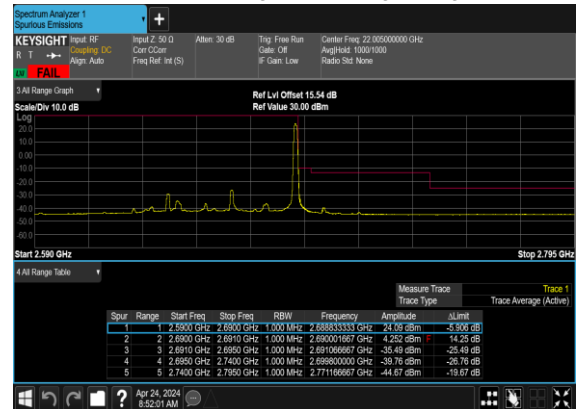 Spectrum Analyzer 1
Spurious Emissions
KEYSIGHT Input: RF Input Z: 50 Ω Atten: 30 dB Trig: Free Run Center Freq: 22.005000000 GHz
R T Coupling: DC Corr CCorr Gate: Off Avg|Hold: 1000/1000
Align: Auto Freq Ref: Int (S) IF Gain: Low Radio Std: None
LW FAIL
3 All Range Graph
Ref Lvl Offset 15.54 dB
Scale/Div 10.0 dB Ref Value 30.00 dBm
Log
20.0
10.0
0.00
-10.0
-20.0
-30.0
-40.0
-50.0
-60.0
Start 2.590 GHz Stop 2.795 GHz
4 All Range Table
Measure Trace Trace 1
Trace Type Trace Average (Active)
Spur Range Start Freq Stop Freq RBW Frequency Amplitude ΔLimit
1 1 2.5900 GHz 2.6900 GHz 1.000 MHz 2.688833333 GHz 24.09 dBm -5.906 dB
2 2 2.6900 GHz 2.6910 GHz 1.000 MHz 2.690001667 GHz 4.252 dBm F 14.25 dB
3 3 2.6910 GHz 2.6950 GHz 1.000 MHz 2.691066667 GHz -35.49 dBm -25.49 dB
4 4 2.6950 GHz 2.7400 GHz 1.000 MHz 2.699800000 GHz -39.76 dBm -26.76 dB
5 5 2.7400 GHz 2.7950 GHz 1.000 MHz 2.771166667 GHz -44.67 dBm -19.67 dB
Apr 24, 2024
8:52:01 AM